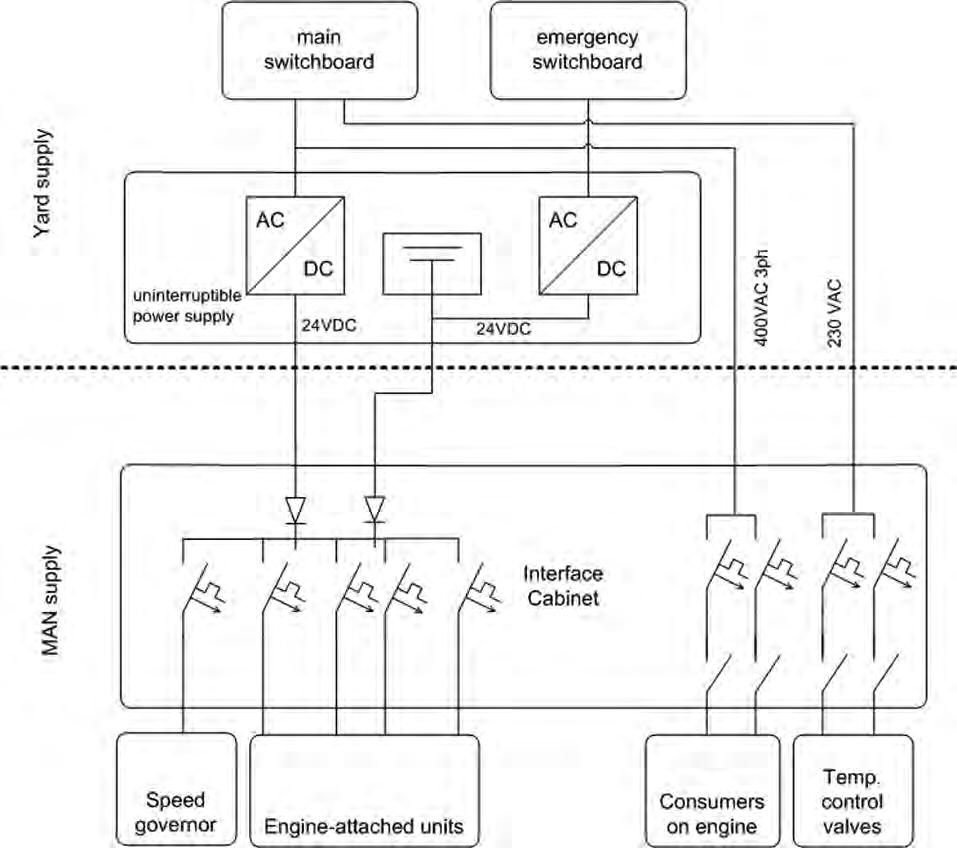 main
switchboard
emergency
switchboard
Yard supply
AC
DC
AC
DC
uninterruptible
power supply
24VDC
24VDC
400VAC 3ph
230 VAC
MAN supply
Interface
Cabinet
Speed
governor
Engine-attached units
Consumers
on engine
Temp.
control
valves